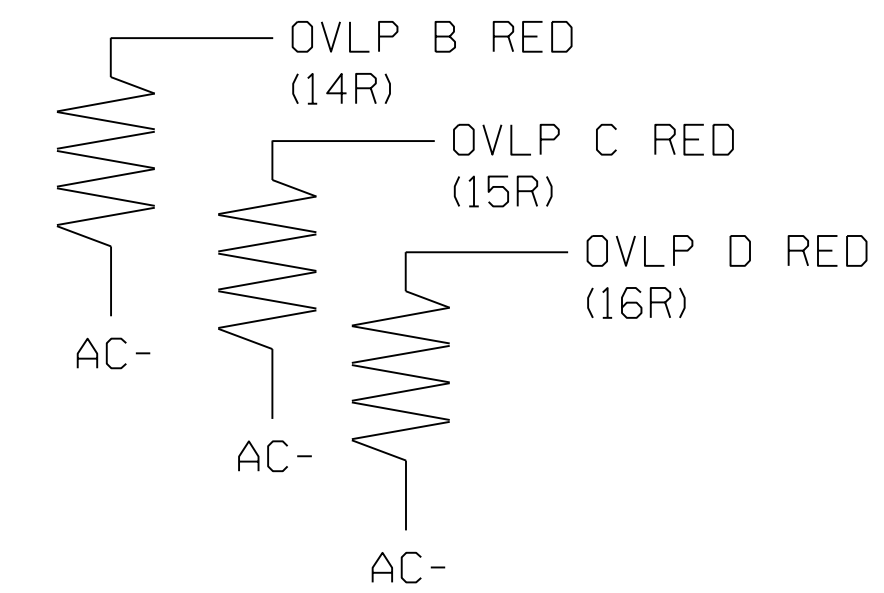 OVLP B RED
(14R)
OVLP C RED
(15R)
OVLP D RED
(16R)
AC-
AC-
AC-